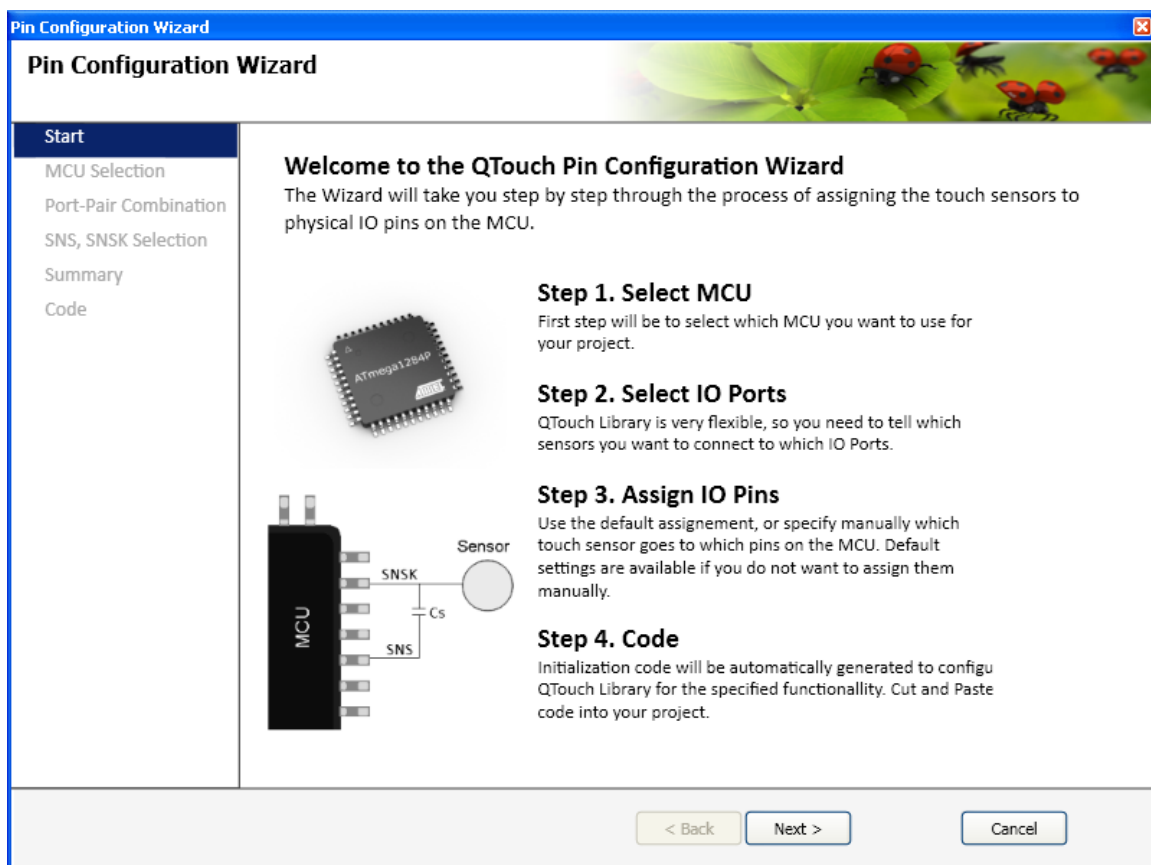 Pin Configuration Wizard
Pin Configuration Wizard
Start
MCU Selection
Port-Pair Combination
SNS, SNSK Selection
Summary
Code
Welcome to the QTouch Pin Configuration Wizard
The Wizard will take you step by step through the process of assigning the touch sensors to
physical IO pins on the MCU.
ATmega1284P
ATMEL
Step 1. Select MCU
First step will be to select which MCU you want to use for
your project.
Step 2. Select IO Ports
QTouch Library is very flexible, so you need to tell which
sensors you want to connect to which IO Ports.
MCU
SNSK
SNS
Cs
Sensor
Step 3. Assign IO Pins
Use the default assignement, or specify manually which
touch sensor goes to which pins on the MCU. Default
settings are available if you do not want to assign them
manually.
Step 4. Code
Initialization code will be automatically generated to configu
QTouch Library for the specified functionallity. Cut and Paste
code into your project.
< Back
Next >
Cancel